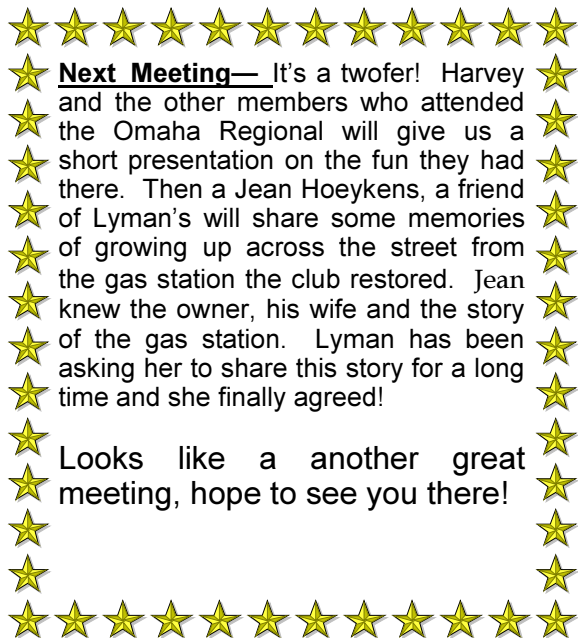 Next Meeting— It's a twofer! Harvey
and the other members who attended
the Omaha Regional will give us a
short presentation on the fun they had
there. Then a Jean Hoeykens, a friend
of Lyman's will share some memories
of growing up across the street from
the gas station the club restored. Jean
knew the owner, his wife and the story
of the gas station. Lyman has been
asking her to share this story for a long
time and she finally agreed!
Looks like a another great
meeting, hope to see you there!